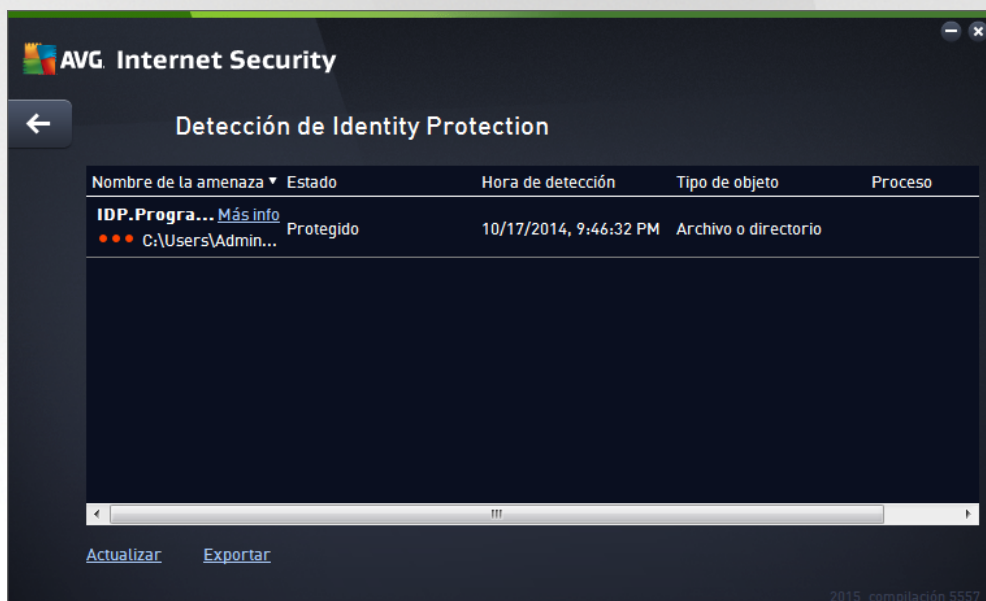 AVG. Internet Security
Detección de Identity Protection
Nombre de la amenaza Estado Hora de detección Tipo de objeto Proceso
IDP.Progra... Más info
C:\Users\Admin...
Protegido 10/17/2014, 9:46:32 PM Archivo o directorio
Actualizar Exportar
2015 compilación 5557